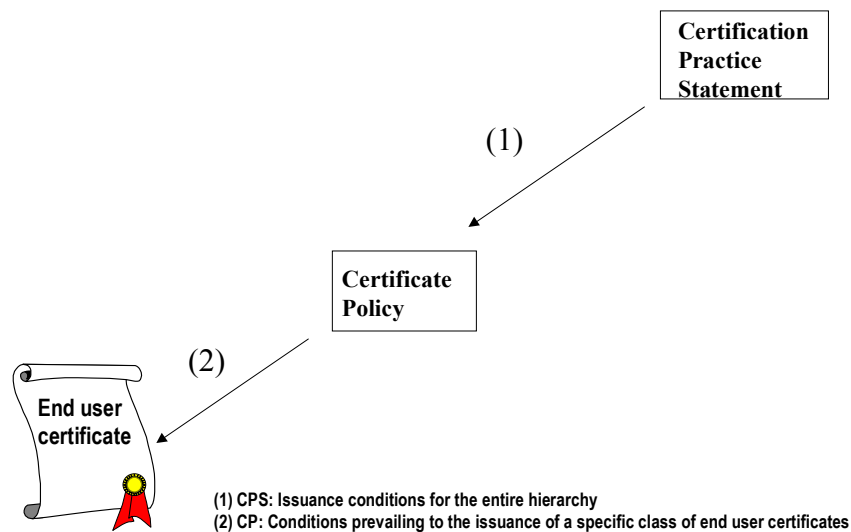 Certification
Practice
Statement
(1)
Certificate
Policy
(2)
End user
certificate
(1) CPS: Issuance conditions for the entire hierarchy
(2) CP: Conditions prevailing to the issuance of a specific class of end user certificates